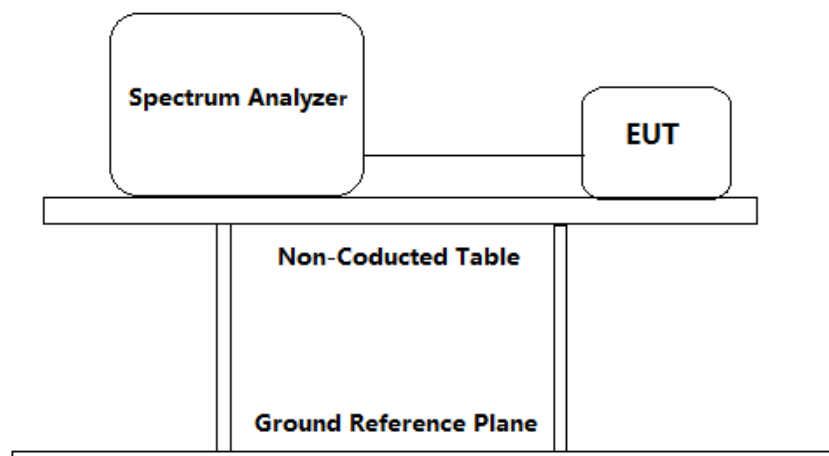 Spectrum Analyzer
EUT
Non-Coducted Table
Ground Reference Plane